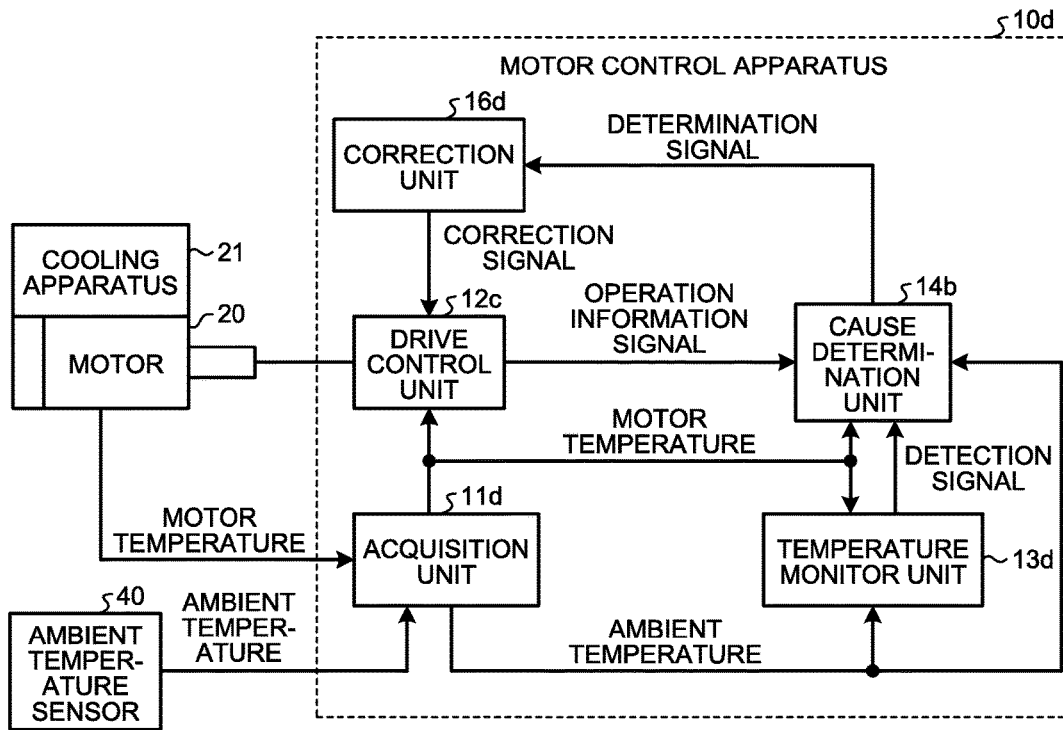 10d
MOTOR CONTROL APPARATUS
16d
CORRECTION
UNIT
DETERMINATION
SIGNAL
CORRECTION
SIGNAL
COOLING
APPARATUS
21
20
MOTOR
12c
DRIVE
CONTROL
UNIT
OPERATION
INFORMATION
SIGNAL
14b
CAUSE
DETERMI-
NATION
UNIT
MOTOR
TEMPERATURE
DETECTION
SIGNAL
MOTOR
TEMPERATURE
11d
ACQUISITION
UNIT
TEMPERATURE
MONITOR UNIT
13d
40
AMBIENT
TEMPER-
ATURE
SENSOR
AMBIENT
TEMPER-
ATURE
AMBIENT
TEMPERATURE